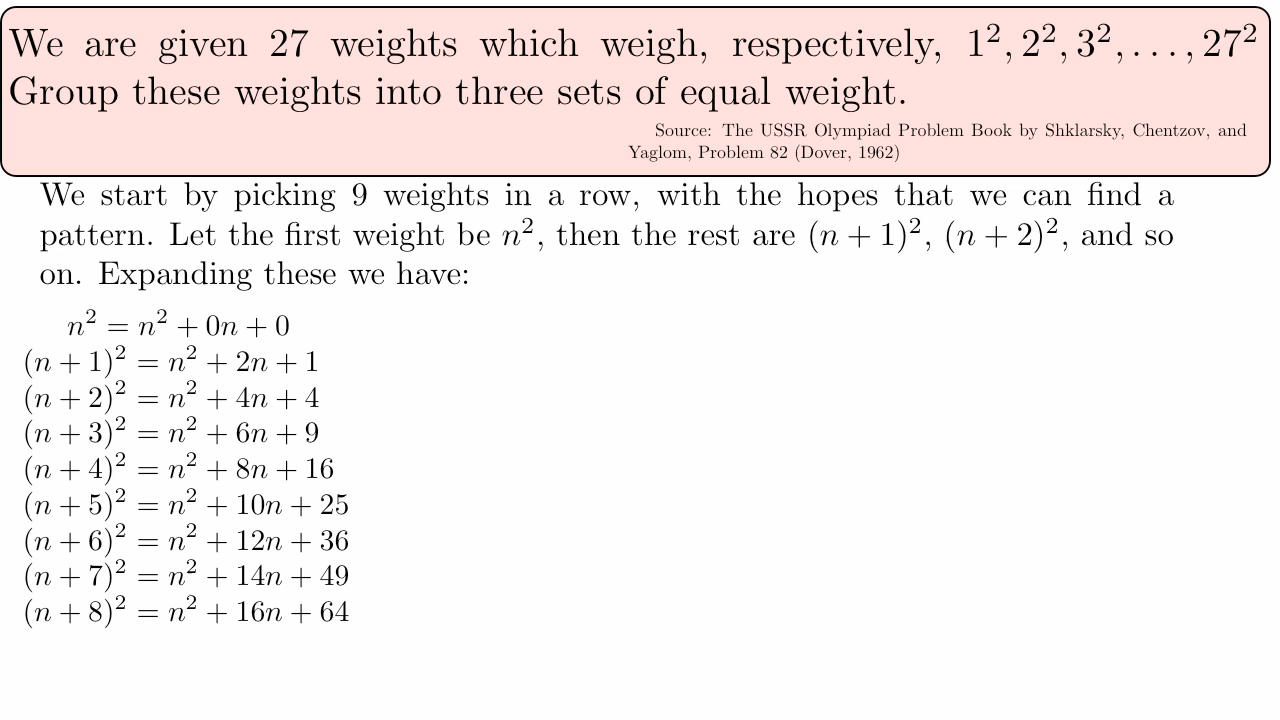 We are given 27 weights which weigh, respectively, 1², 2², 3², . . . , 27²
Group these weights into three sets of equal weight.
Source: The USSR Olympiad Problem Book by Shklarsky, Chentzov, and
Yaglom, Problem 82 (Dover, 1962)
We start by picking 9 weights in a row, with the hopes that we can find a
pattern. Let the first weight be n², then the rest are (n + 1)², (n + 2)², and so
on. Expanding these we have:
n² = n² + 0n + 0
(n + 1)² = n² + 2n + 1
(n + 2)² = n² + 4n + 4
(n + 3)² = n² + 6n + 9
(n + 4)² = n² + 8n + 16
(n + 5)² = n² + 10n + 25
(n + 6)² = n² + 12n + 36
(n + 7)² = n² + 14n + 49
(n + 8)² = n² + 16n + 64